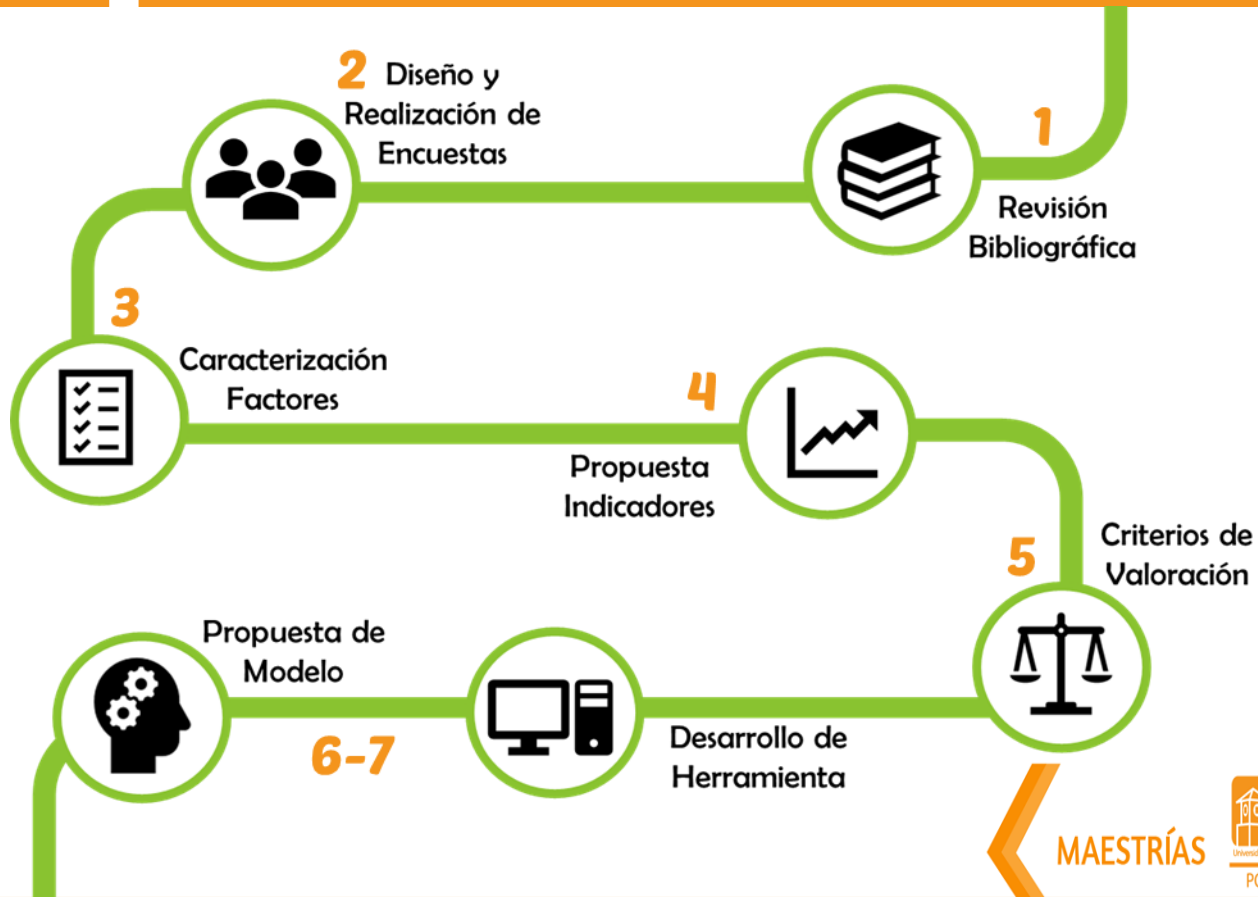 1
Revisión
Bibliográfica
2 Diseño y
Realización de
Encuestas
3
Caracterización
Factores
4
Propuesta
Indicadores
5
Criterios de
Valoración
Desarrollo de
Herramienta
6-7
Propuesta de
Modelo
MAESTRÍAS